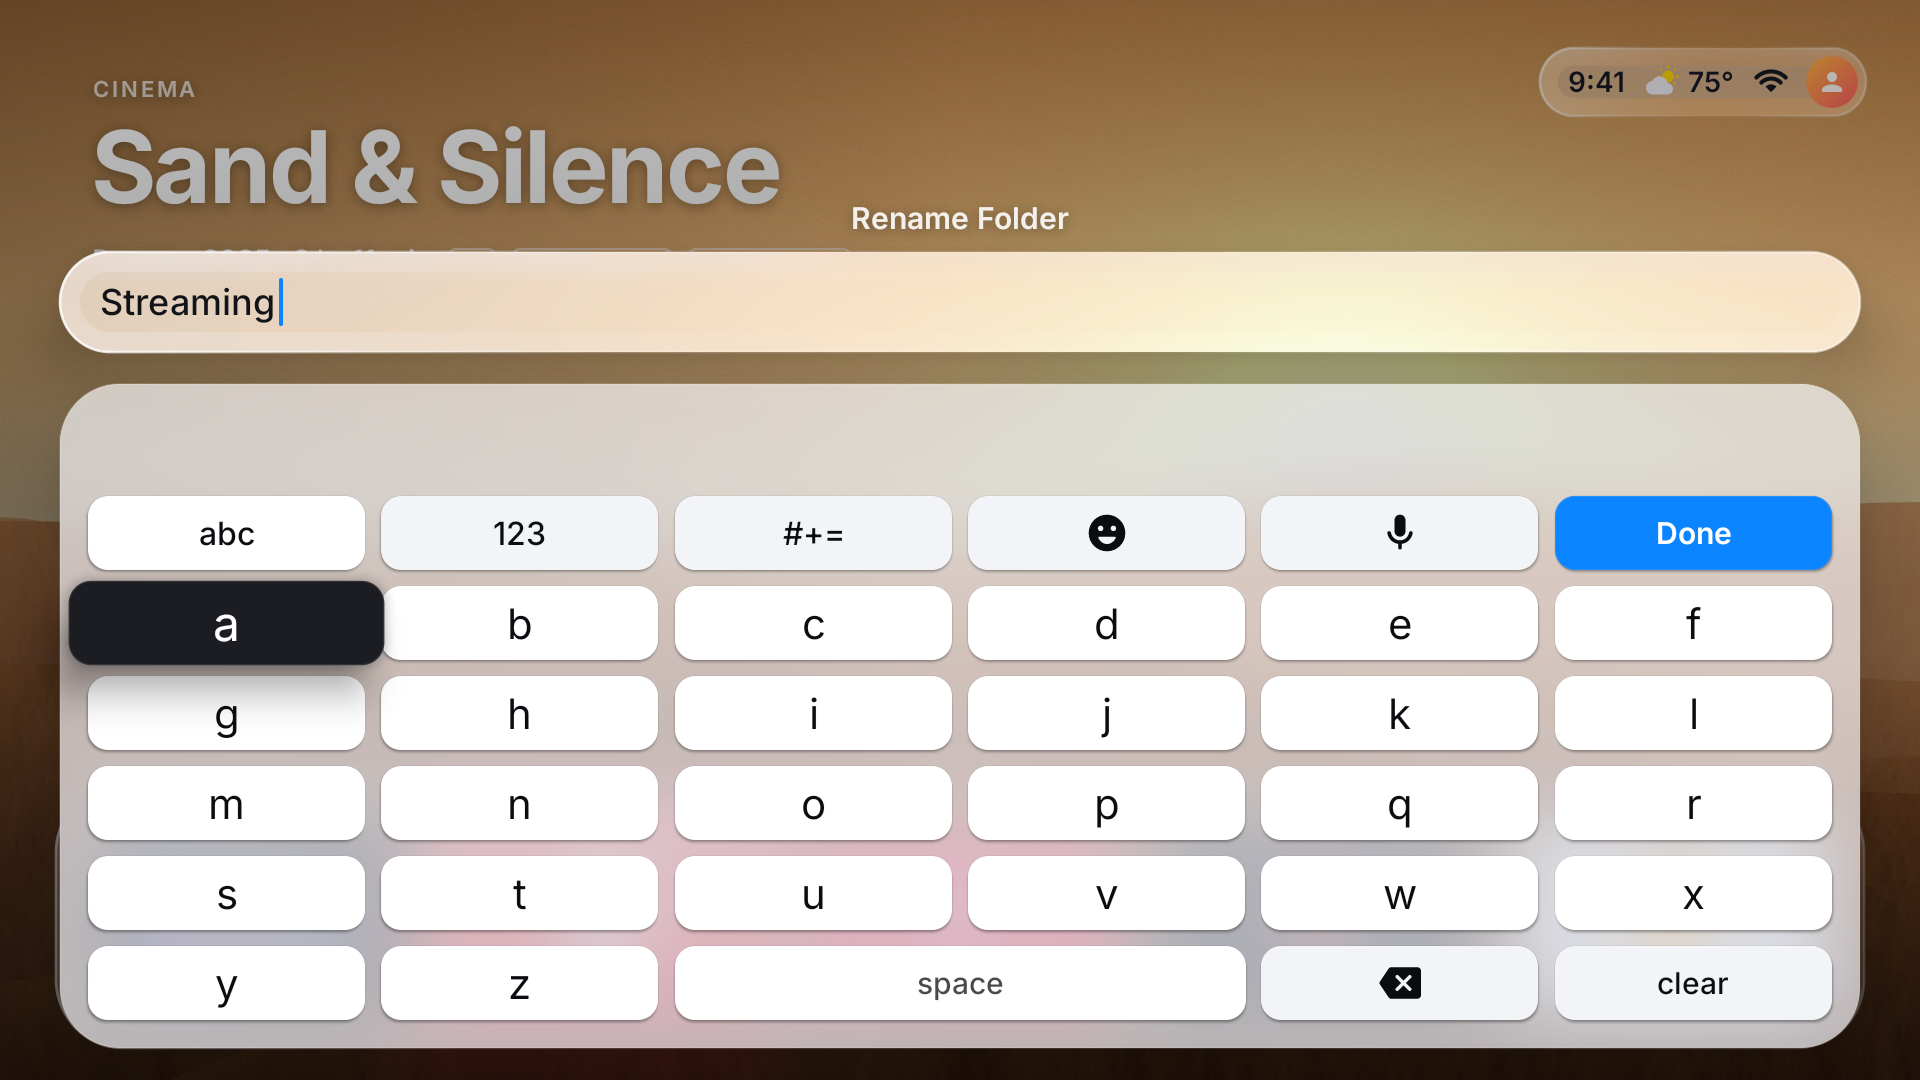 CINEMA
9:41 75°
Sand & Silence
Rename Folder
Streaming
abc 123 #+= Done
a b c d e f
g h i j k l
m n o p q r
s t u v w x
y z space clear